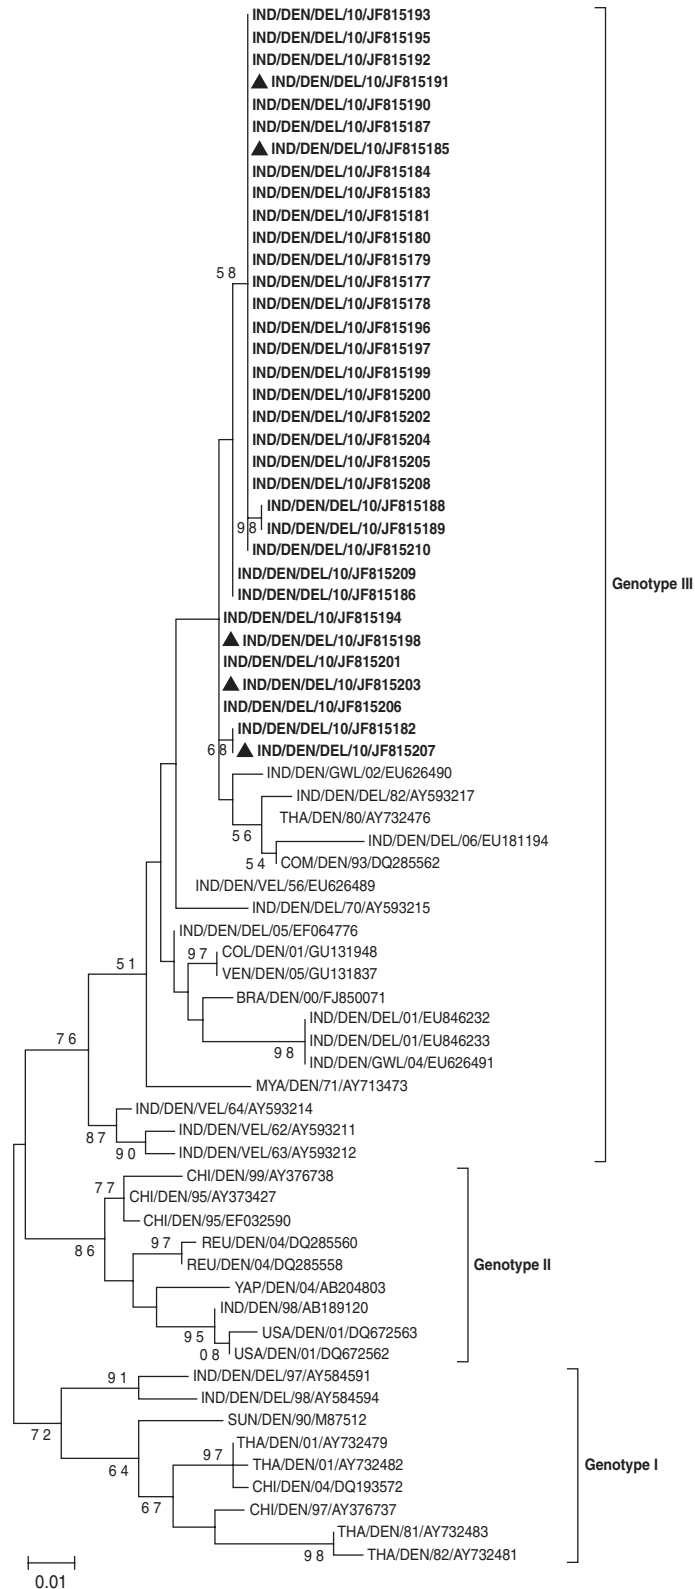 IND/DEN/DEL/10/JF815193
IND/DEN/DEL/10/JF815195
IND/DEN/DEL/10/JF815192
IND/DEN/DEL/10/JF815191
IND/DEN/DEL/10/JF815190
IND/DEN/DEL/10/JF815187
IND/DEN/DEL/10/JF815185
IND/DEN/DEL/10/JF815184
IND/DEN/DEL/10/JF815183
IND/DEN/DEL/10/JF815181
IND/DEN/DEL/10/JF815180
IND/DEN/DEL/10/JF815179
58
IND/DEN/DEL/10/JF815177
IND/DEN/DEL/10/JF815178
IND/DEN/DEL/10/JF815196
IND/DEN/DEL/10/JF815197
IND/DEN/DEL/10/JF815199
IND/DEN/DEL/10/JF815200
IND/DEN/DEL/10/JF815202
IND/DEN/DEL/10/JF815204
IND/DEN/DEL/10/JF815205
IND/DEN/DEL/10/JF815208
IND/DEN/DEL/10/JF815188
98
IND/DEN/DEL/10/JF815189
IND/DEN/DEL/10/JF815210
IND/DEN/DEL/10/JF815209
Genotype III
IND/DEN/DEL/10/JF815186
IND/DEN/DEL/10/JF815194
IND/DEN/DEL/10/JF815198
IND/DEN/DEL/10/JF815201
IND/DEN/DEL/10/JF815203
IND/DEN/DEL/10/JF815206
IND/DEN/DEL/10/JF815182
68
IND/DEN/DEL/10/JF815207
IND/DEN/GWL/02/EU626490
IND/DEN/DEL/82/AY593217
THA/DEN/80/AY732476
56
IND/DEN/DEL/06/EU181194
54
COM/DEN/93/DQ285562
IND/DEN/VEL/56/EU626489
IND/DEN/DEL/70/AY593215
IND/DEN/DEL/05/EF064776
97
COL/DEN/01/GU131948
51
VEN/DEN/05/GU131837
BRA/DEN/00/FJ850071
IND/DEN/DEL/01/EU846232
76
IND/DEN/DEL/01/EU846233
98
IND/DEN/GWL/04/EU626491
MYA/DEN/71/AY713473
IND/DEN/VEL/64/AY593214
87
IND/DEN/VEL/62/AY593211
90
IND/DEN/VEL/63/AY593212
CHI/DEN/99/AY376738
77
CHI/DEN/95/AY373427
CHI/DEN/95/EF032590
86
97
REU/DEN/04/DQ285560
REU/DEN/04/DQ285558
Genotype II
YAP/DEN/04/AB204803
IND/DEN/98/AB189120
95
USA/DEN/01/DQ672563
08
USA/DEN/01/DQ672562
91
IND/DEN/DEL/97/AY584591
IND/DEN/DEL/98/AY584594
72
SUN/DEN/90/M87512
THA/DEN/01/AY732479
97
THA/DEN/01/AY732482
Genotype I
64
CHI/DEN/04/DQ193572
67
CHI/DEN/97/AY376737
THA/DEN/81/AY732483
98
THA/DEN/82/AY732481
0.01